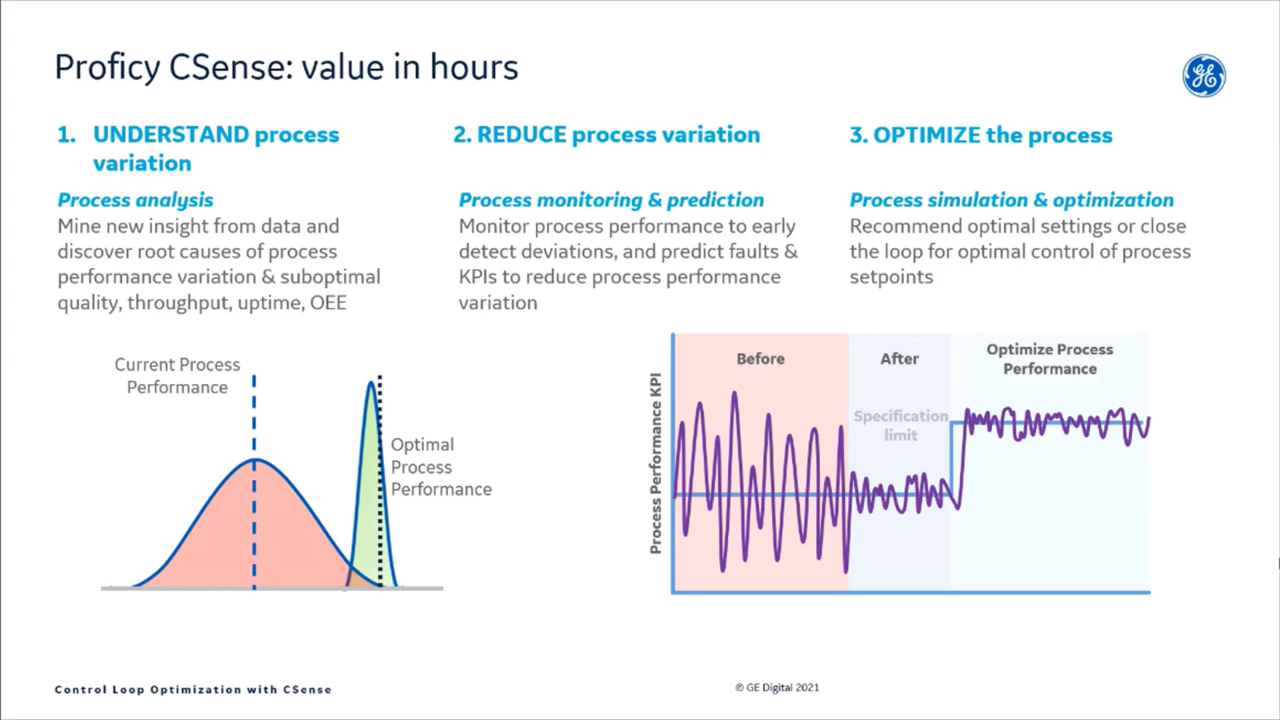 Proficy CSense: value in hours
1. UNDERSTAND process
variation
Process analysis
Mine new insight from data and
discover root causes of process
performance variation & suboptimal
quality, throughput, uptime, OEE
2. REDUCE process variation
Process monitoring & prediction
Monitor process performance to early
detect deviations, and predict faults &
KPIs to reduce process performance
variation
3. OPTIMIZE the process
Process simulation & optimization
Recommend optimal settings or close
the loop for optimal control of process
setpoints
Current Process
Performance
Optimal
Process
Performance
Process Performance KPI
Before
After
Specification
limit
Optimize Process
Performance
Control Loop Optimization with CSense
© GE Digital 2021
GE